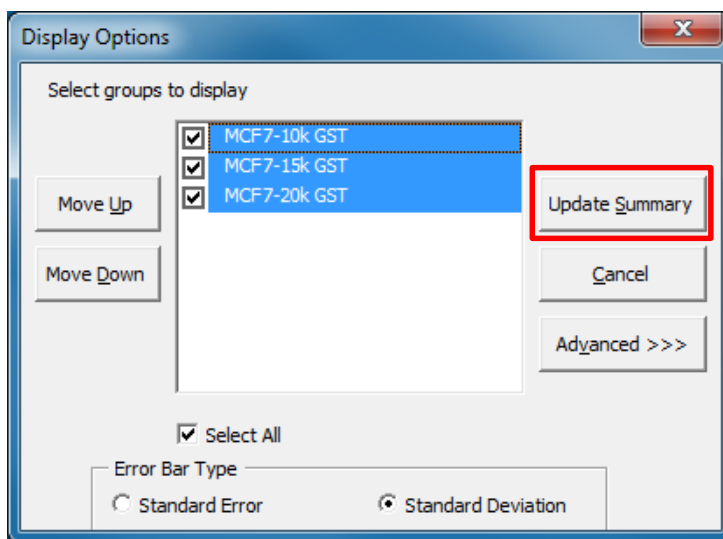 Display Options
Select groups to display
MCF7-10k GST
MCF7-15k GST
MCF7-20k GST
Move Up
Move Down
Update Summary
Cancel
Advanced >>>
Select All
Error Bar Type
Standard Error
Standard Deviation